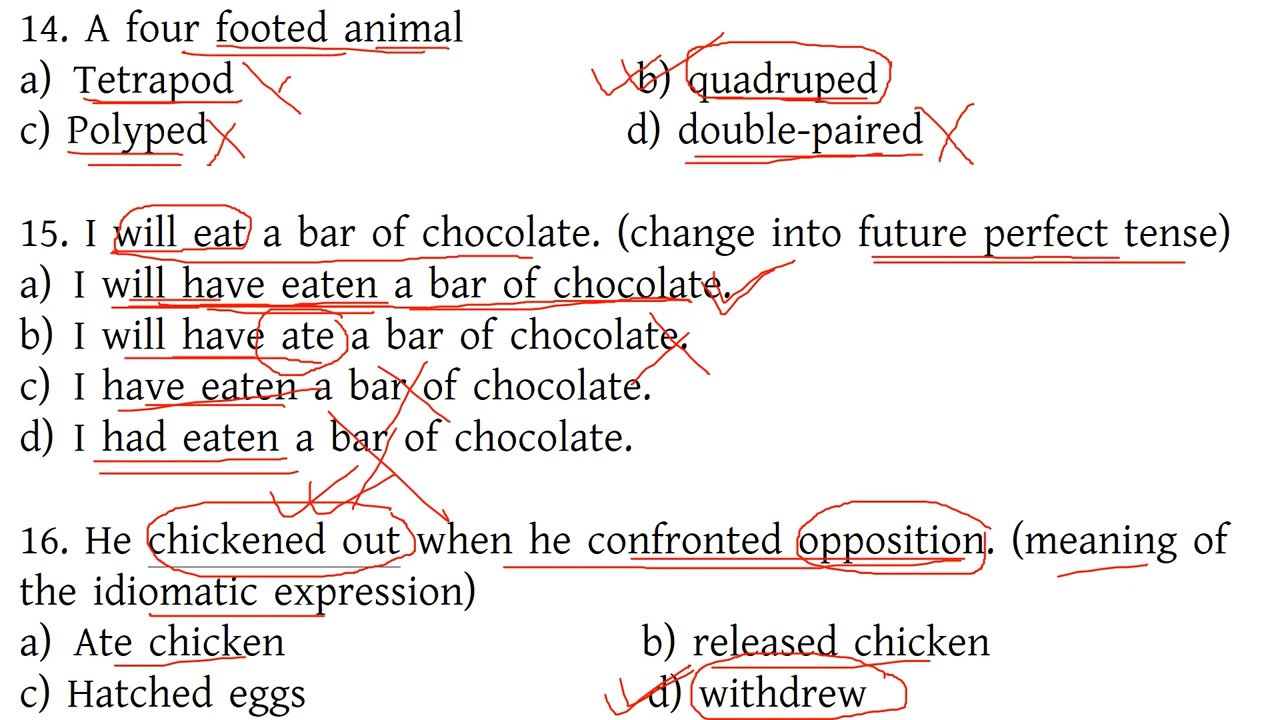 14. A four footed animal
a) Tetrapod b) quadruped
c) Polyped d) double-paired
15. I will eat a bar of chocolate. (change into future perfect tense)
a) I will have eaten a bar of chocolate.
b) I will have ate a bar of chocolate.
c) I have eaten a bar of chocolate.
d) I had eaten a bar of chocolate.
16. He chickened out when he confronted opposition. (meaning of
the idiomatic expression)
a) Ate chicken b) released chicken
c) Hatched eggs d) withdrew